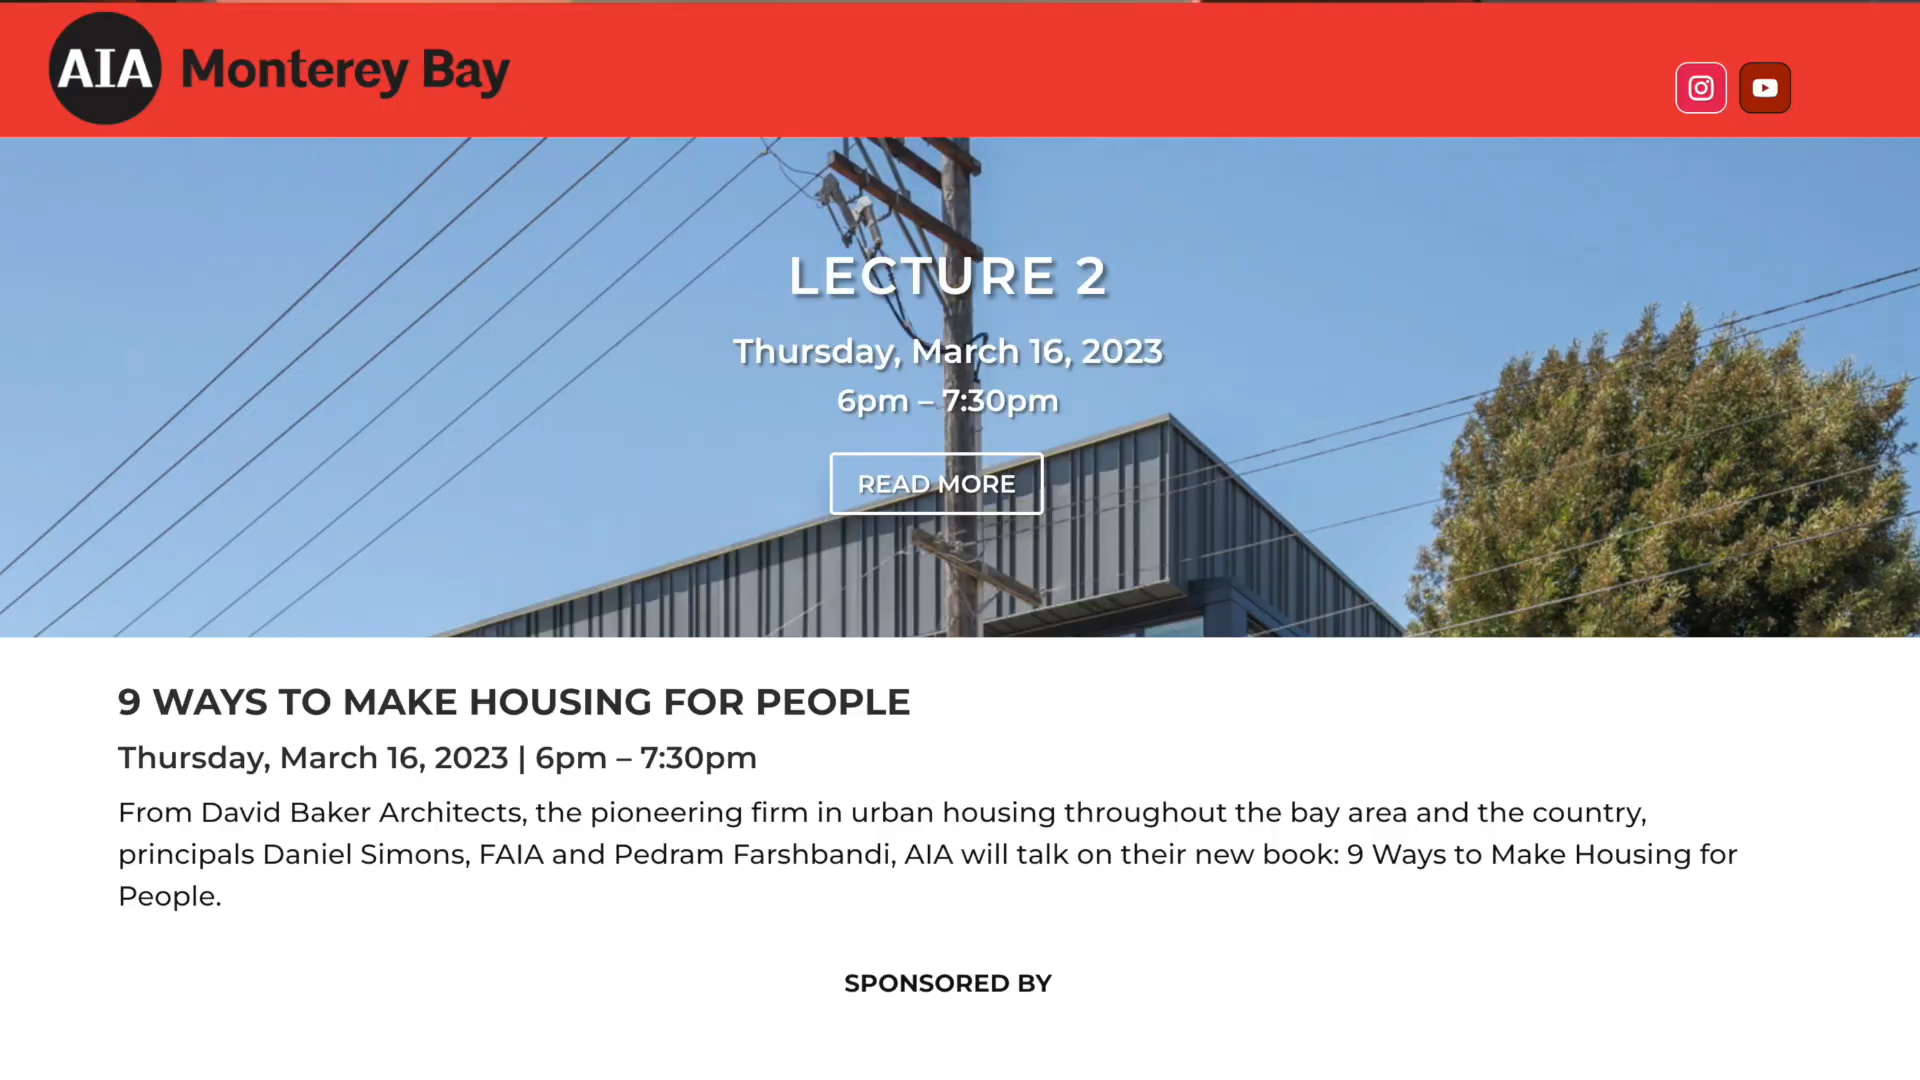 AIA Monterey Bay
LECTURE 2
Thursday, March 16, 2023
6pm – 7:30pm
READ MORE
9 WAYS TO MAKE HOUSING FOR PEOPLE
Thursday, March 16, 2023 | 6pm – 7:30pm
From David Baker Architects, the pioneering firm in urban housing throughout the bay area and the country,
principals Daniel Simons, FAIA and Pedram Farshbandi, AIA will talk on their new book: 9 Ways to Make Housing for
People.
SPONSORED BY